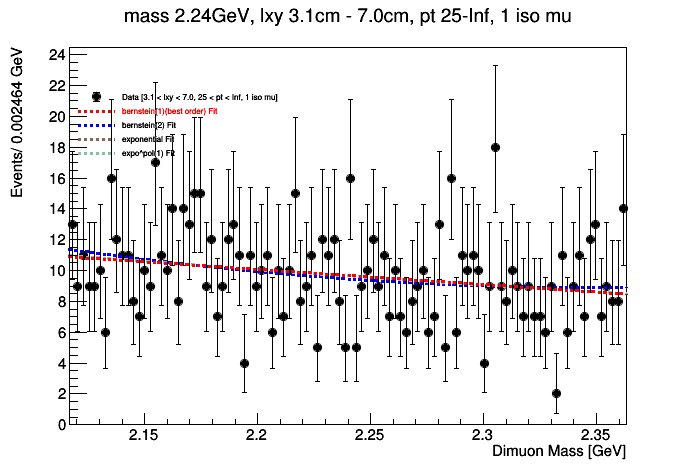 mass 2.24GeV, lxy 3.1cm - 7.0cm, pt 25-Inf, 1 iso mu
Events/ 0.002464 GeV
24
22
20
18
16
14
12
10
8
6
4
2
0
Data [3.1 < lxy < 7.0, 25 < pt < Inf, 1 iso mu]
bernstein(1)(best order) Fit
bernstein(2) Fit
exponential Fit
expo*pol(1) Fit
2.15
2.2
2.25
2.3
2.35
Dimuon Mass [GeV]